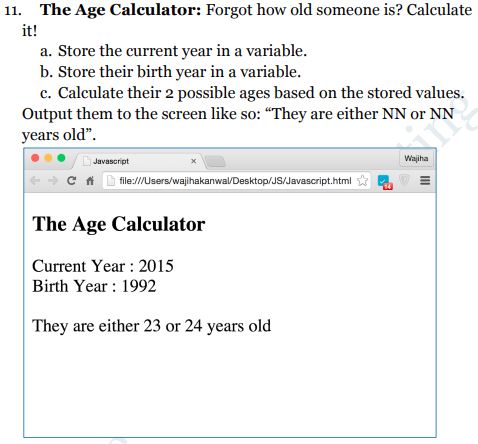 11. The Age Calculator: Forgot how old someone is? Calculate
it!
a. Store the current year in a variable.
b. Store their birth year in a variable.
c. Calculate their 2 possible ages based on the stored values.
Output them to the screen like so: “They are either NN or NN
years old”.
Javascript
Wajiha
file:///Users/wajihakanwal/Desktop/JS/Javascript.html
14
The Age Calculator
Current Year : 2015
Birth Year : 1992
They are either 23 or 24 years old